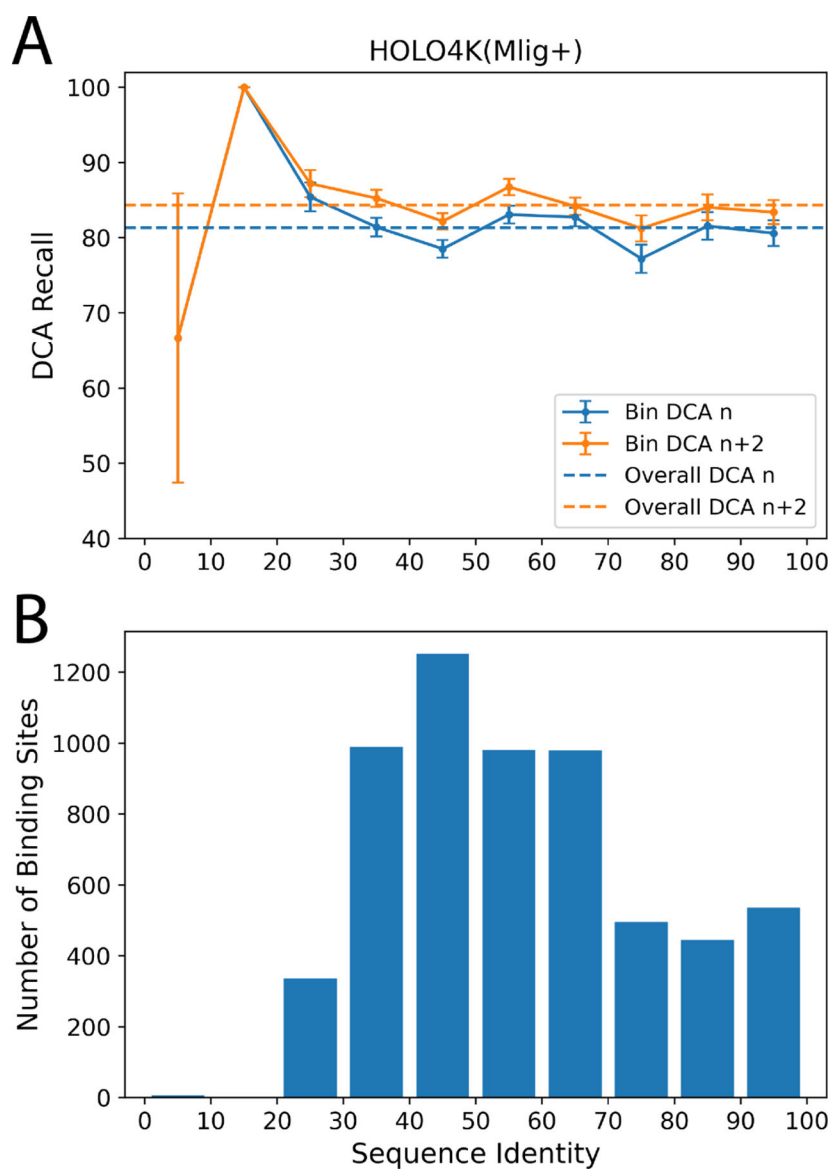 A
HOLO4K(Mlig+)
100
90
80
70
60
50
40
DCA Recall
Bin DCA n
Bin DCA n+2
Overall DCA n
Overall DCA n+2
0 10 20 30 40 50 60 70 80 90 100
B
1200
1000
800
600
400
200
0
Number of Binding Sites
0 10 20 30 40 50 60 70 80 90 100
Sequence Identity